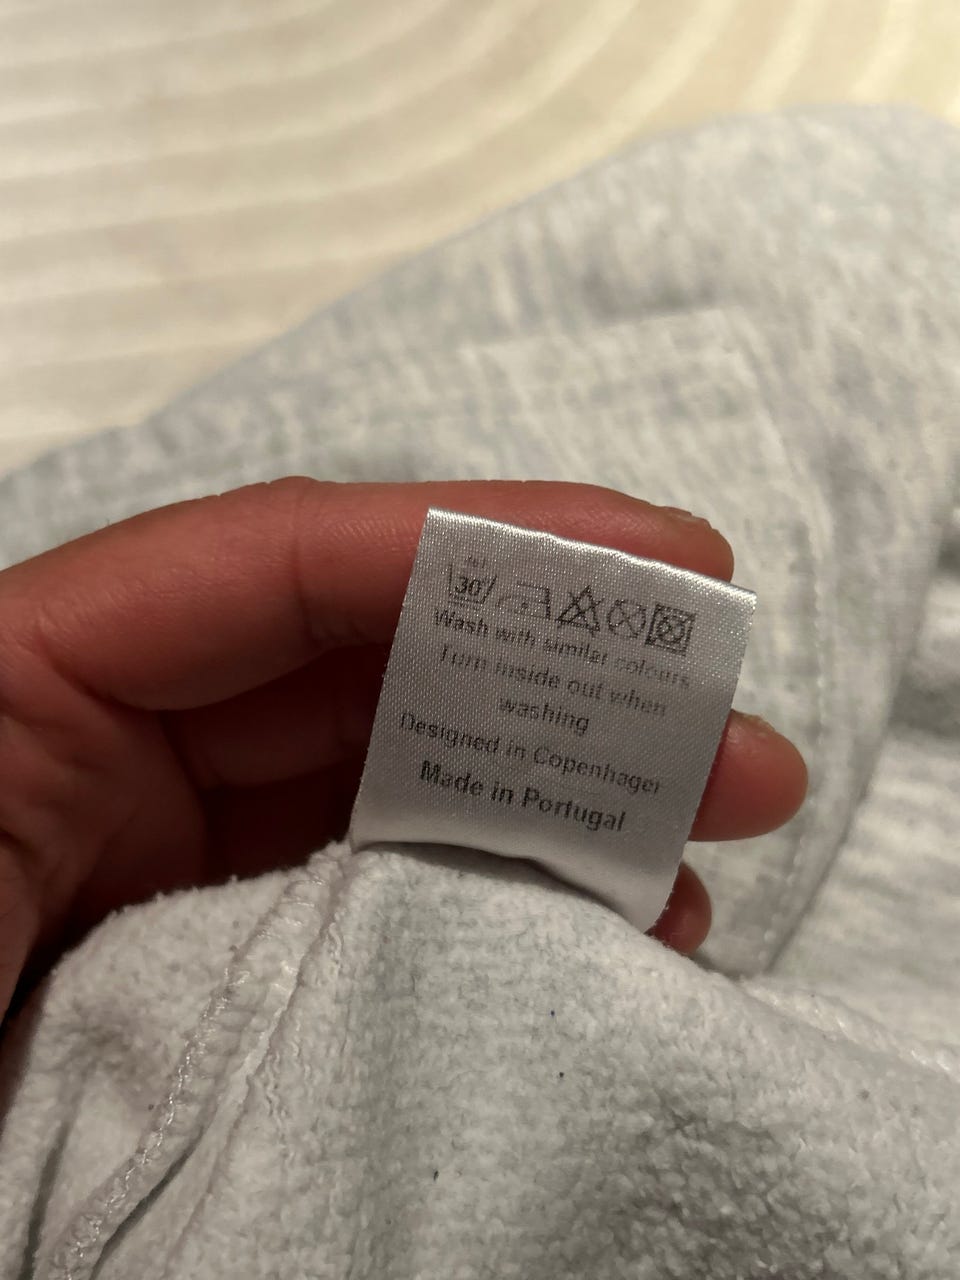 30
Wash with similar colours
Turn inside out when
washing
Designed in Copenhagen
Made in Portugal